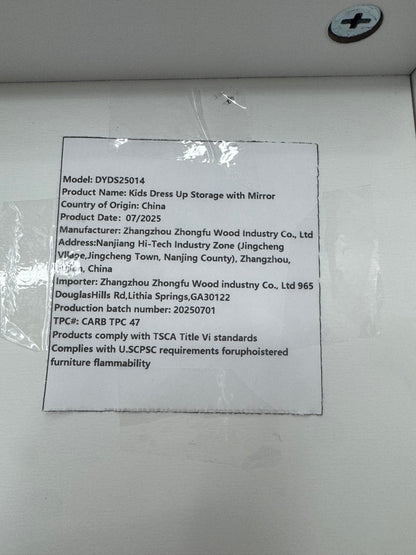 Model: DYDS25014
Product Name: Kids Dress Up Storage with Mirror
Country of Origin: China
Product Date: 07/2025
Manufacturer: Zhangzhou Zhongfu Wood Industry Co., Ltd
Address:Nanjiang Hi-Tech Industry Zone (Jingcheng
Village,Jingcheng Town, Nanjing County), Zhangzhou,
China
Importer: Zhangzhou Zhongfu Wood industny Co., Ltd 965
DouglasHills Rd,Lithia Springs,GA30122
Production batch number: 20250701
TPC#: CARB TPC 47
Products comply with TSCA Title Vi standards
Complies with U.SCPSC requirements foruphoistered
furniture flammability